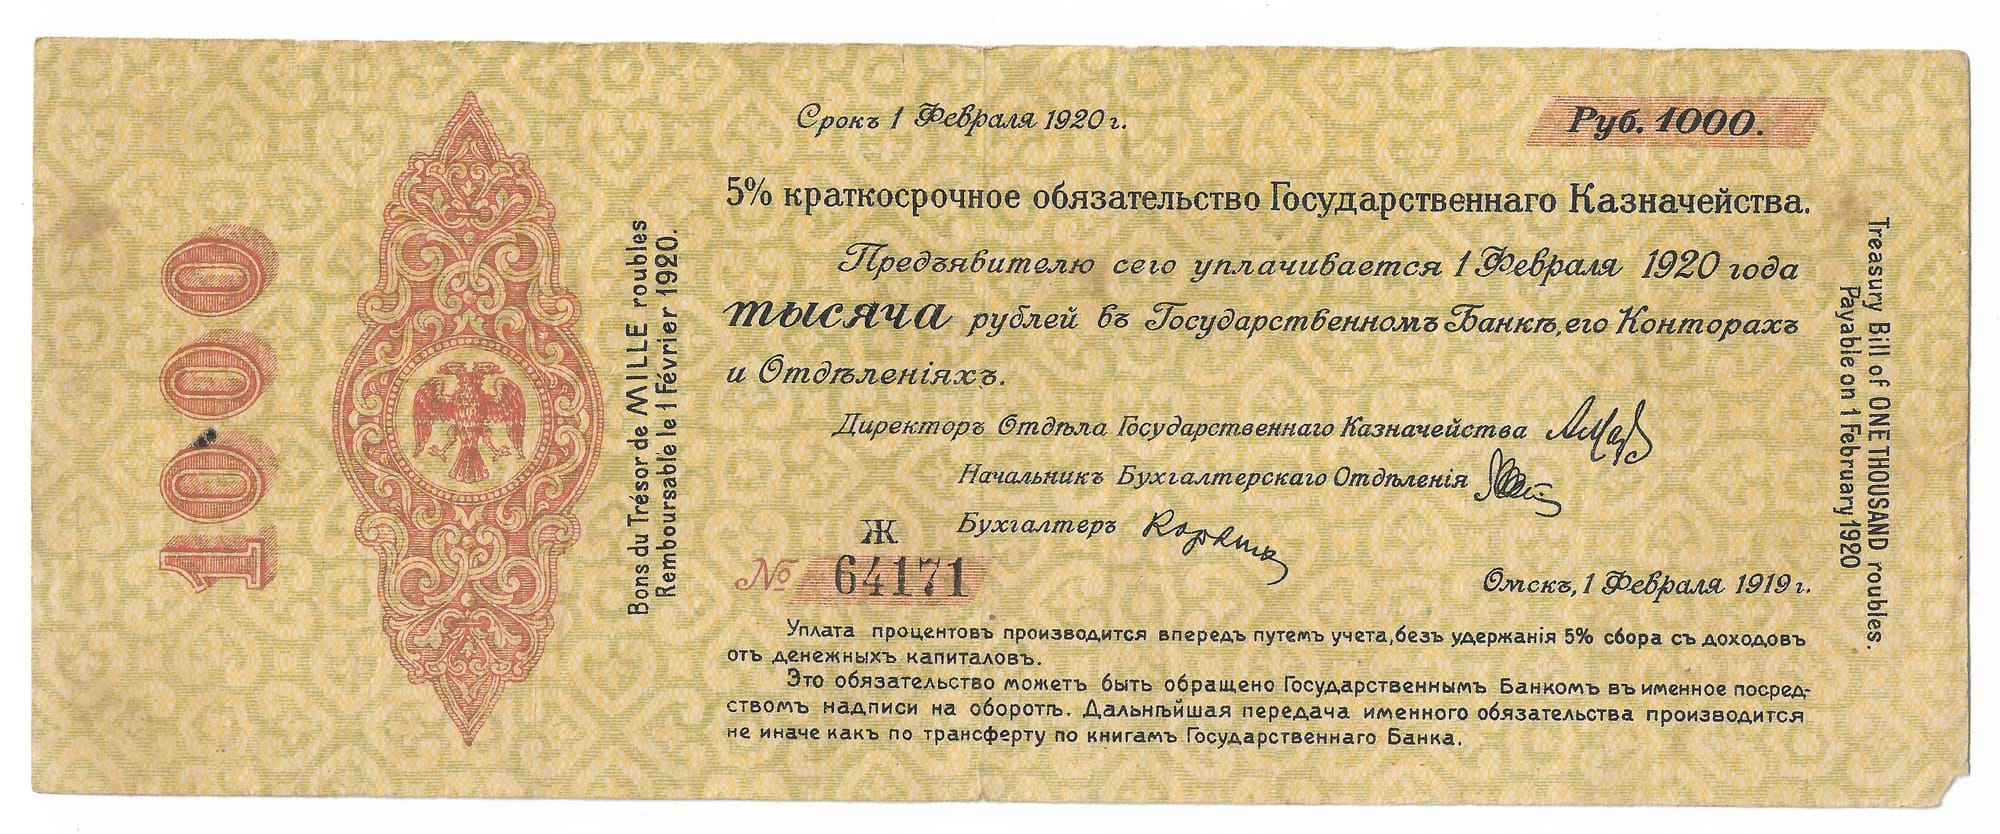 1000
Bons du Trésor de MILLE roubles
Remboursable le 1 Février 1920.
Срокъ 1 Февраля 1920 г.
Руб. 1000.
5% краткосрочное обязательство Государственнаго Казначейства.
Предъявителю сего уплачивается 1 Февраля 1920 года
тысяча рублей въ Государственномъ Банкѣ, его Конторахъ
и Отдѣленіяхъ.
Директоръ Отдѣла Государственнаго Казначейства
Начальникъ Бухгалтерскаго Отдѣленія
Бухгалтеръ
Ж
№ 64171
Омскъ, 1 Февраля 1919 г.
Уплата процентовъ производится впередъ путемъ учета, безъ удержанія 5% сбора съ доходовъ
отъ денежныхъ капиталовъ.
Это обязательство можетъ быть обращено Государственнымъ Банкомъ въ именное посред-
ствомъ надписи на оборотѣ. Дальнѣйшая передача именного обязательства производится
не иначе какъ по трансферту по книгамъ Государственнаго Банка.
Treasury Bill of ONE THOUSAND roubles.
Payable on 1 February 1920